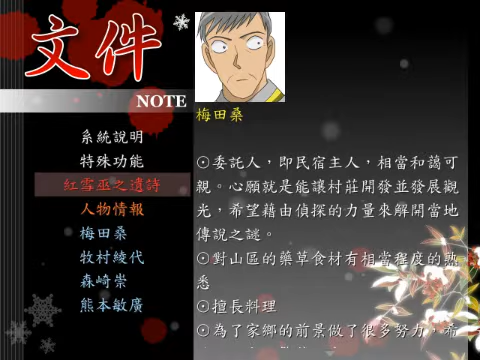 文件
NOTE
系統說明
特殊功能
紅雪巫之遺詩
人物情報
梅田桑
牧村綾代
森崎崇
熊本敏廣
梅田桑
⊙委託人，即民宿主人，相當和藹可
親。心願就是能讓村莊開發並發展觀
光，希望藉由偵探的力量來解開當地
傳說之謎。
⊙對山區的藥草食材有相當程度的熟
悉
⊙擅長料理
⊙為了家鄉的前景做了很多努力，希